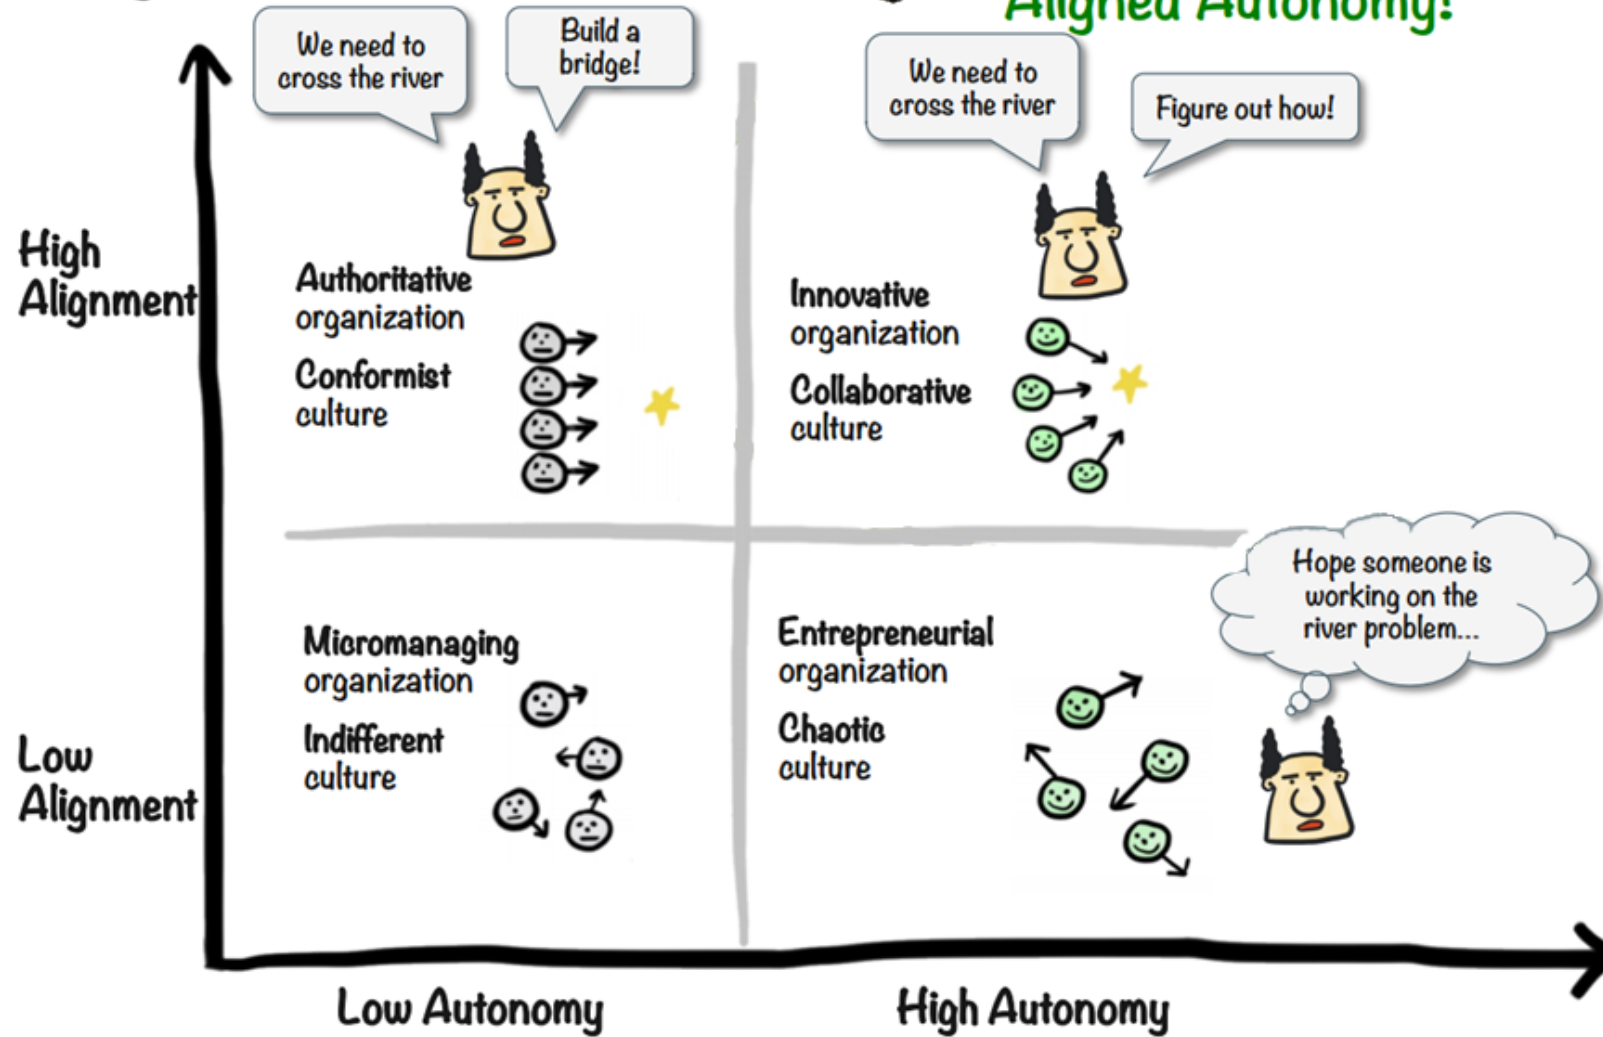 Aligned Autonomy!
We need to
cross the river
Build a
bridge!
We need to
cross the river
Figure out how!
High
Alignment
Authoritative
organization
Conformist
culture
Innovative
organization
Collaborative
culture
Hope someone is
working on the
river problem...
Low
Alignment
Micromanaging
organization
Indifferent
culture
Entrepreneurial
organization
Chaotic
culture
Low Autonomy
High Autonomy